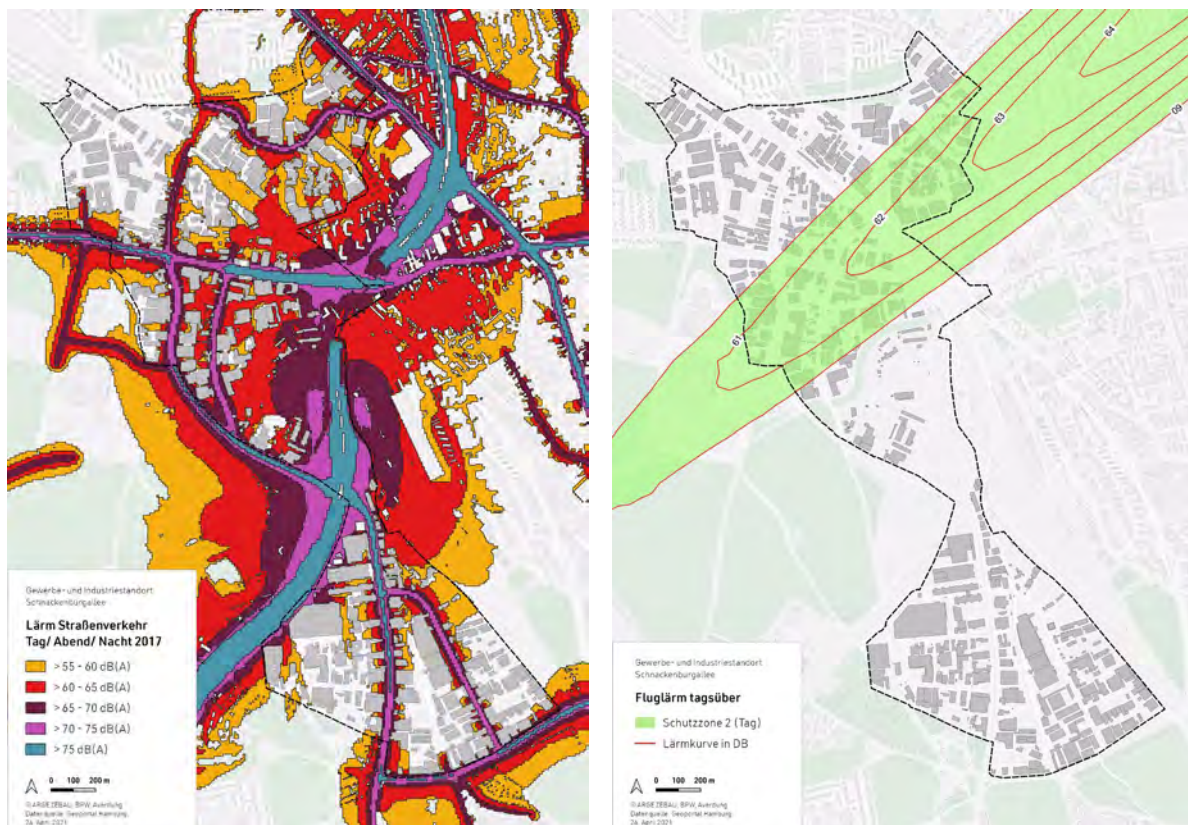 Gewerbe- und Industriestandort
Schnackenburgallee
Lärm Straßenverkehr
Tag/ Abend/ Nacht 2017
> 55 - 60 dB(A)
> 60 - 65 dB(A)
> 65 - 70 dB(A)
> 70 - 75 dB(A)
> 75 dB(A)
0 100 200 m
© ARGE ZEBAU, BPW, Averdung
Datenquelle: Geoportal Hamburg,
26. April 2021
64
63
60
62
61
Gewerbe- und Industriestandort
Schnackenburgallee
Fluglärm tagsüber
Schutzzone 2 (Tag)
Lärmkurve in DB
0 100 200 m
© ARGE ZEBAU, BPW, Averdung
Datenquelle: Geoportal Hamburg,
26. April 2021